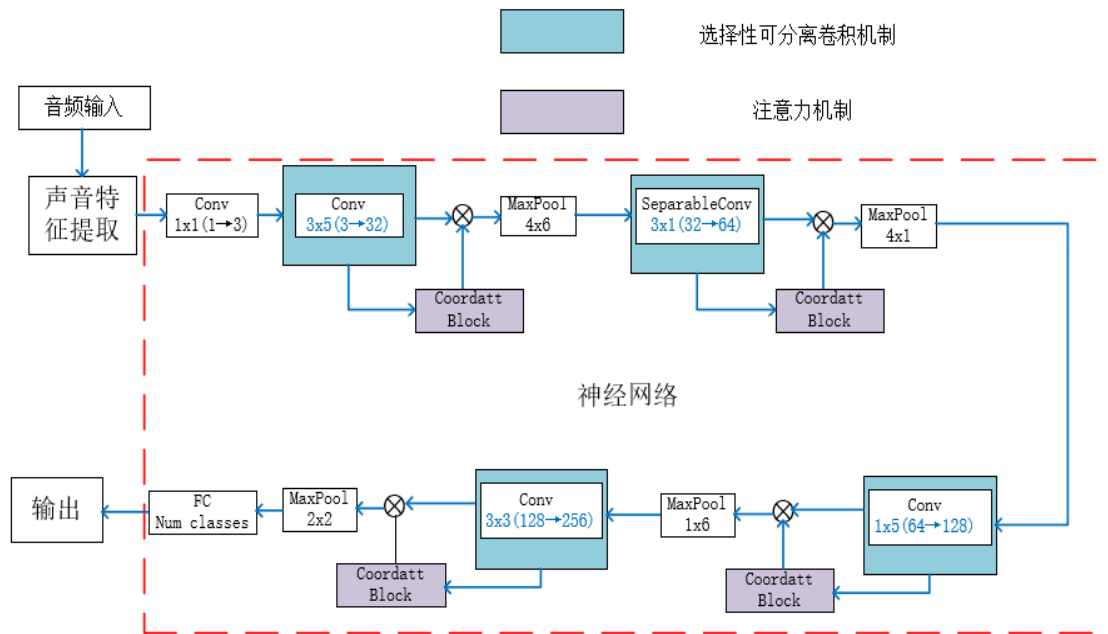 选择性可分离卷积机制
注意力机制
音频输入
声音特
征提取
Conv
1x1(1→3)
Conv
3x5(3→32)
Coordatt
Block
MaxPool
4x6
SeparableConv
3x1(32→64)
Coordatt
Block
MaxPool
4x1
神经网络
Conv
1x5(64→128)
Coordatt
Block
MaxPool
1x6
Conv
3x3(128→256)
Coordatt
Block
MaxPool
2x2
FC
Num classes
输出